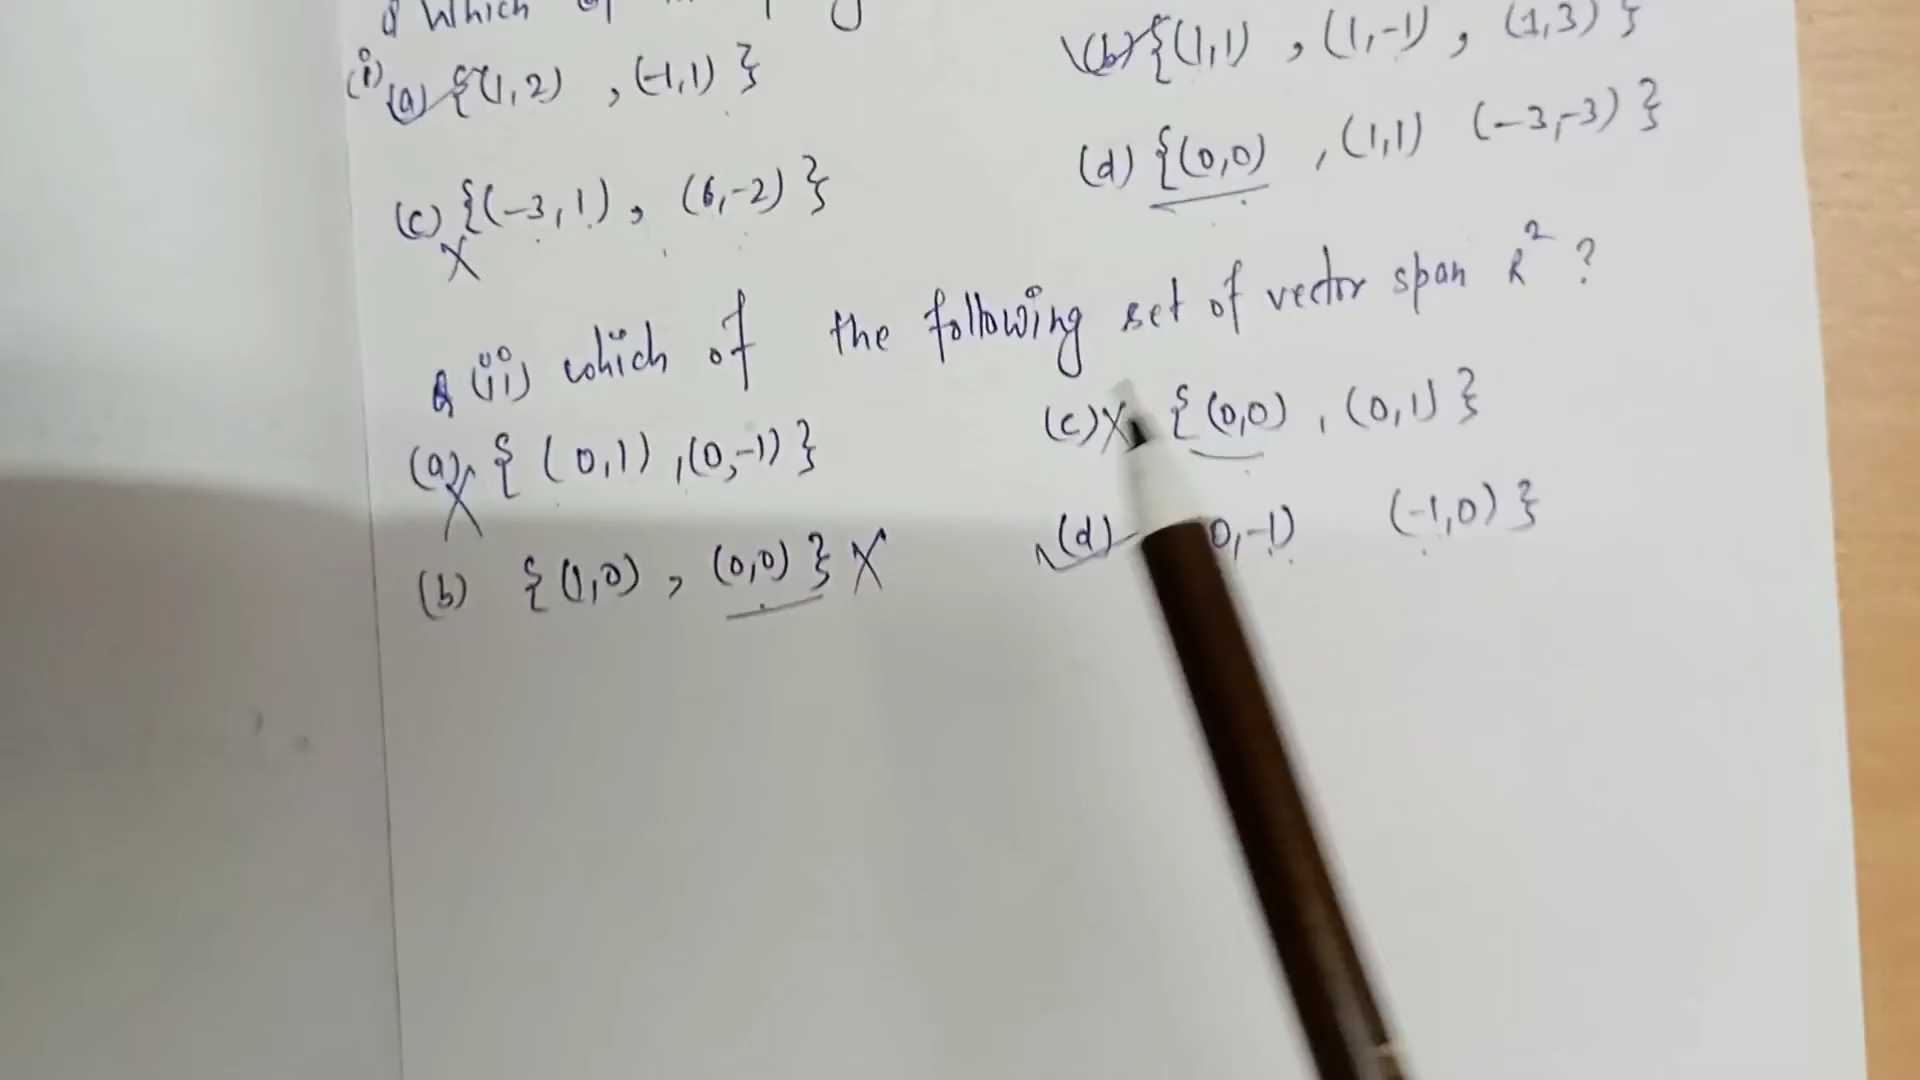 Which of
(i) (a) {(1,2) , (-1,1) } (b) {(1,1) , (1,-1) , (1,3) }
(c) {(-3,1) , (6,-2) } (d) {(0,0) , (1,1) (-3,-3) }
Q (ii) which of the following set of vector span R² ?
(a) { (0,1) ,(0,-1) } (c) X {(0,0) , (0,1) }
X
(b) {(1,0) , (0,0) } X (d) 0,-1) (-1,0) }